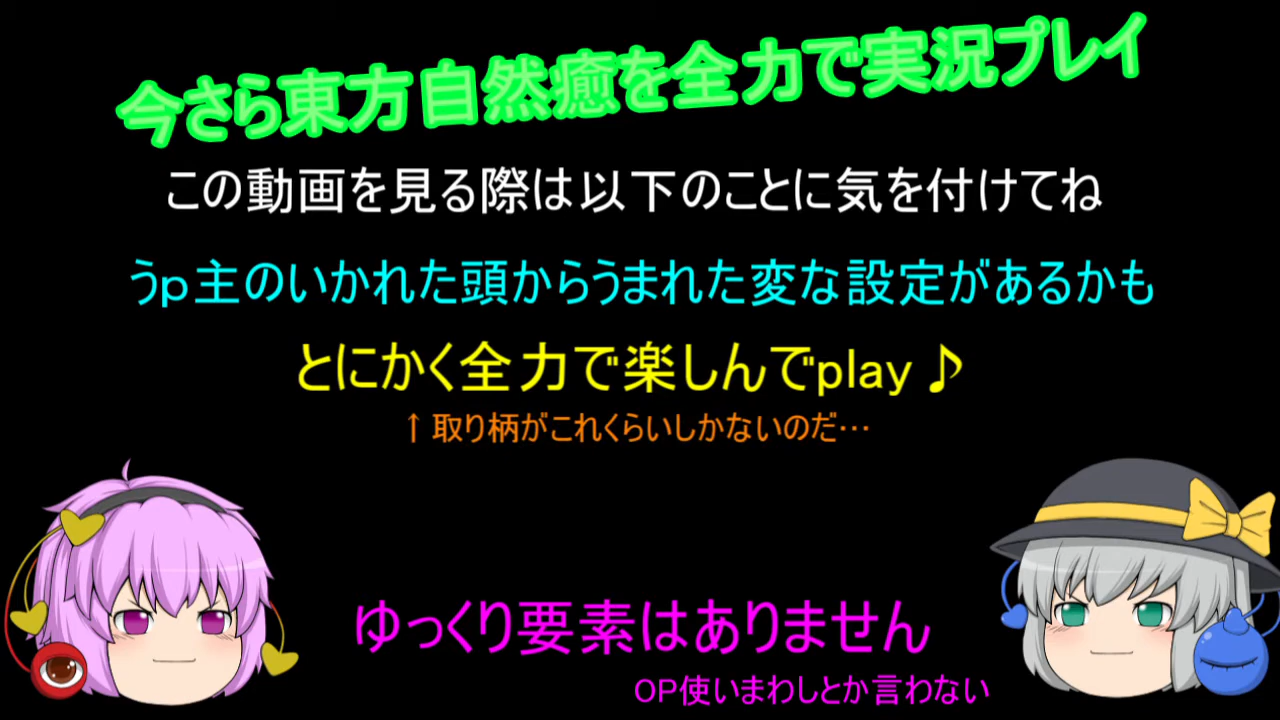 今さら東方自然癒を全力で実況プレイ
この動画を見る際は以下のことに気を付けてね
うp主のいかれた頭からうまれた変な設定があるかも
とにかく全力で楽しんでplay♪
↑取り柄がこれくらいしかないのだ…
ゆっくり要素はありません
OP使いまわしとか言わない